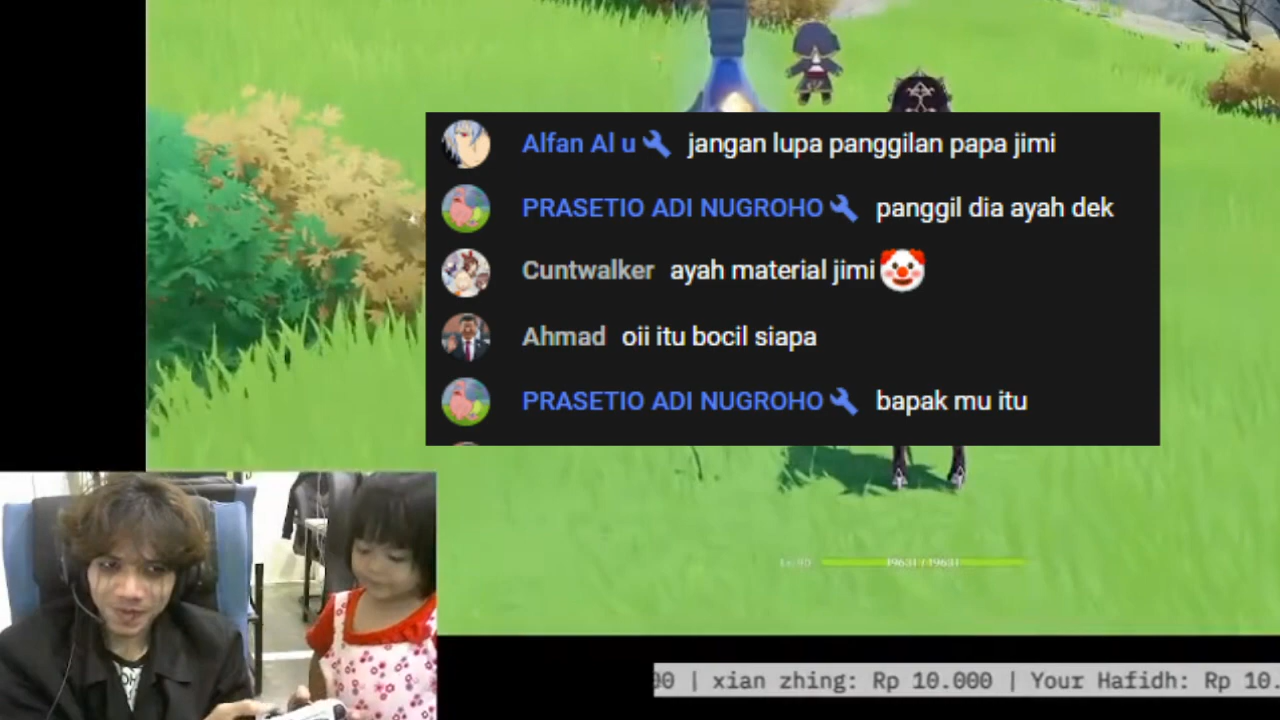 Alfan Al u jangan lupa panggilan papa jimi
PRASETIO ADI NUGROHO panggil dia ayah dek
Cuntwalker ayah material jimi
Ahmad oii itu bocil siapa
PRASETIO ADI NUGROHO bapak mu itu
| xian zhing: Rp 10.000 | Your Hafidh: Rp 10.